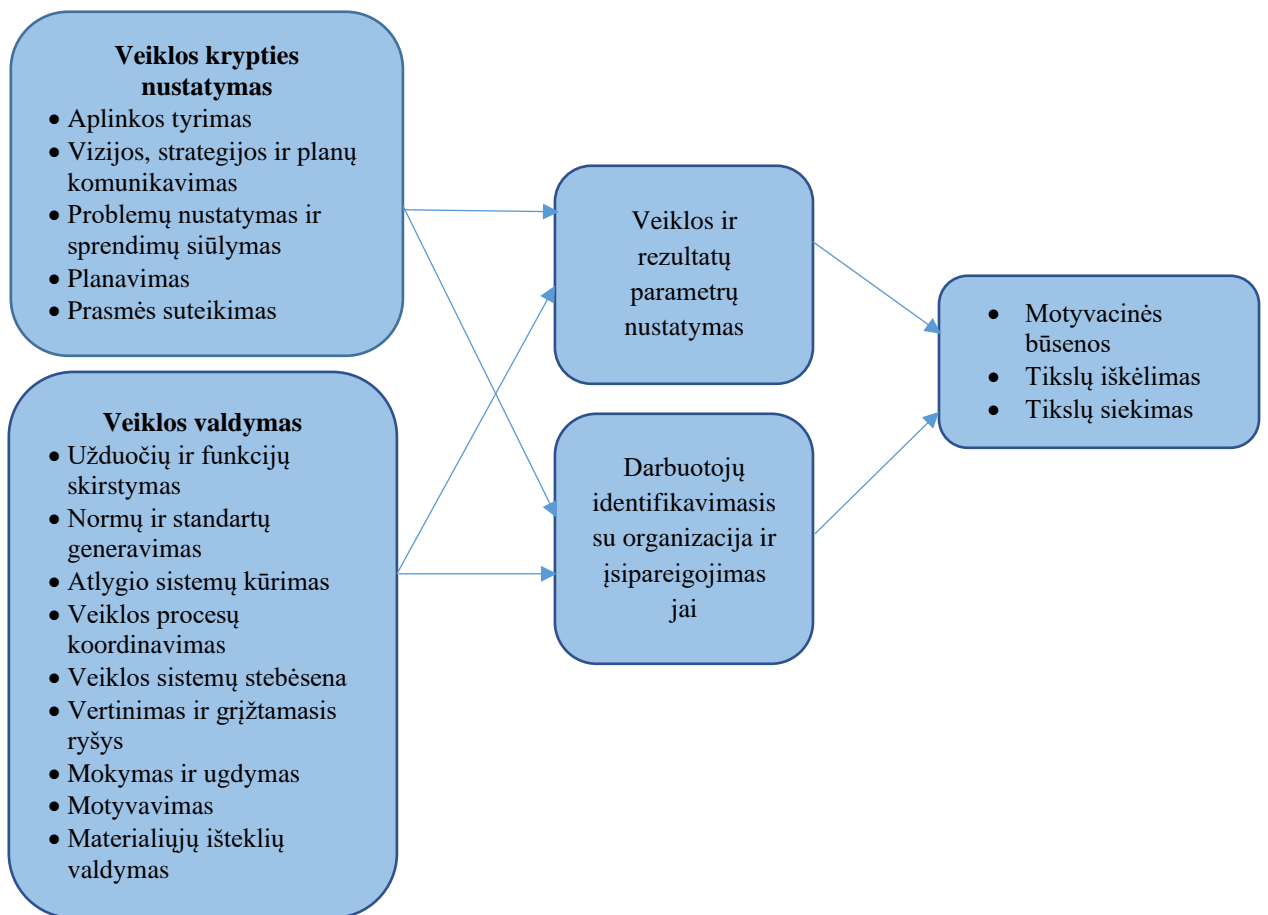 Veiklos krypties
nustatymas
• Aplinkos tyrimas
• Vizijos, strategijos ir planų
komunikavimas
• Problemų nustatymas ir
sprendimų siūlymas
• Planavimas
• Prasmės suteikimas
Veiklos valdymas
• Užduočių ir funkcijų
skirstymas
• Normų ir standartų
generavimas
• Atlygio sistemų kūrimas
• Veiklos procesų
koordinavimas
• Veiklos sistemų stebėsena
• Vertinimas ir grįžtamasis
ryšys
• Mokymas ir ugdymas
• Motyvavimas
• Materialiųjų išteklių
valdymas
Veiklos ir
rezultatų
parametrų
nustatymas
Darbuotojų
identifikavimasis
su organizacija ir
įsipareigojimas
jai
• Motyvacinės
būsenos
• Tikslų iškėlimas
• Tikslų siekimas